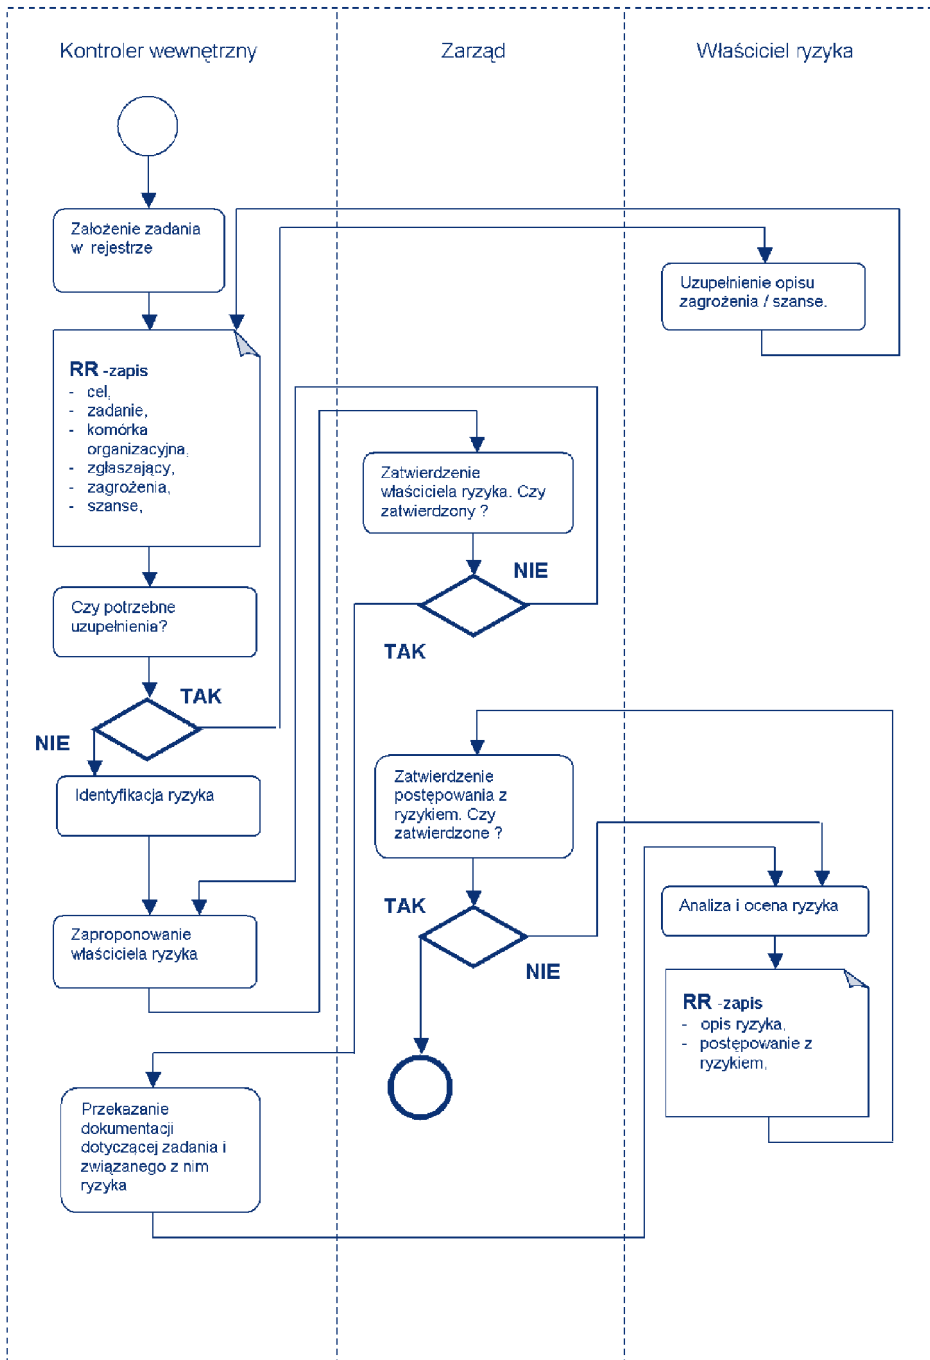 Kontroler wewnętrzny
Zarząd
Właściciel ryzyka
Założenie zadania
w rejestrze
Uzupełnienie opisu
zagrożenia / szanse.
RR -zapis
- cel,
- zadanie,
- komórka
organizacyjna,
- zgłaszający,
- zagrożenia,
- szanse,
Zatwierdzenie
właściciela ryzyka. Czy
zatwierdzony ?
NIE
TAK
Czy potrzebne
uzupełnienia?
TAK
NIE
Identyfikacja ryzyka
Zatwierdzenie
postępowania z
ryzykiem. Czy
zatwierdzone ?
TAK
NIE
Analiza i ocena ryzyka
Zaproponowanie
właściciela ryzyka
RR -zapis
- opis ryzyka,
- postępowanie z
ryzykiem,
Przekazanie
dokumentacji
dotyczącej zadania i
związanego z nim
ryzyka